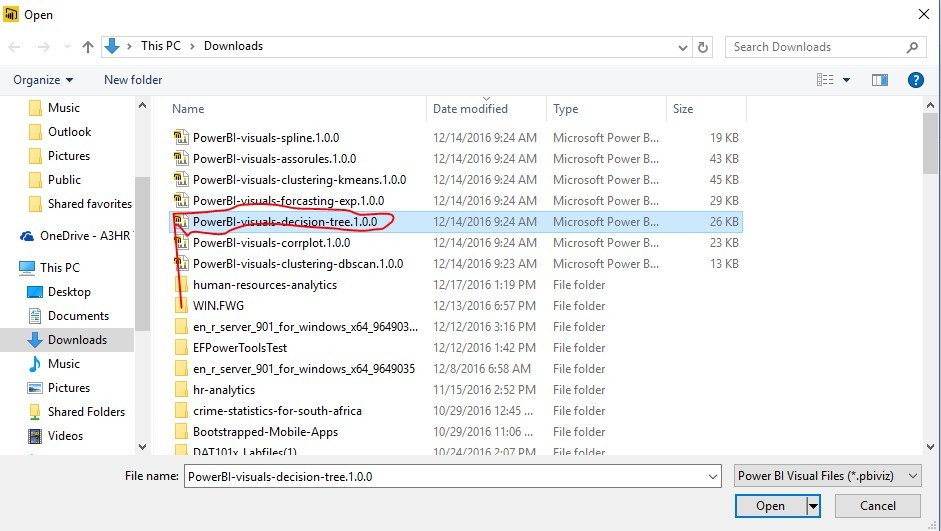 Open
This PC > Downloads
Search Downloads
Organize
New folder
Music
Outlook
Pictures
Public
Shared favorites
OneDrive - A3HR
This PC
Desktop
Documents
Downloads
Music
Pictures
Shared Folders
Videos
Name Date modified Type Size
PowerBI-visuals-spline.1.0.0 12/14/2016 9:24 AM Microsoft Power B... 19 KB
PowerBI-visuals-assorules.1.0.0 12/14/2016 9:24 AM Microsoft Power B... 43 KB
PowerBI-visuals-clustering-kmeans.1.0.0 12/14/2016 9:24 AM Microsoft Power B... 45 KB
PowerBI-visuals-forcasting-exp.1.0.0 12/14/2016 9:24 AM Microsoft Power B... 29 KB
PowerBI-visuals-decision-tree.1.0.0 12/14/2016 9:24 AM Microsoft Power B... 26 KB
PowerBI-visuals-corrplot.1.0.0 12/14/2016 9:24 AM Microsoft Power B... 23 KB
PowerBI-visuals-clustering-dbscan.1.0.0 12/14/2016 9:23 AM Microsoft Power B... 13 KB
human-resources-analytics 12/17/2016 1:19 PM File folder
WIN.FWG 12/13/2016 6:57 PM File folder
en_r_server_901_for_windows_x64_964903... 12/12/2016 3:16 PM File folder
EFPowerToolsTest 12/12/2016 1:42 PM File folder
en_r_server_901_for_windows_x64_9649035 12/8/2016 6:58 AM File folder
hr-analytics 11/15/2016 2:52 PM File folder
crime-statistics-for-south-africa 10/29/2016 12:45 ... File folder
Bootstrapped-Mobile-Apps 10/29/2016 11:06 ... File folder
DAT101x_Labfiles(1) 10/24/2016 2:07 PM File folder
File name: PowerBI-visuals-decision-tree.1.0.0
Power BI Visual Files (*.pbiviz)
Open
Cancel